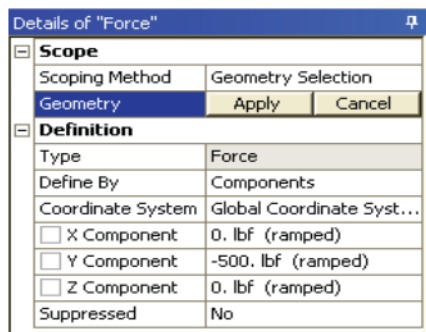 Details of "Force"
Scope
Scoping Method Geometry Selection
Geometry Apply Cancel
Definition
Type Force
Define By Components
Coordinate System Global Coordinate Syst...
X Component 0. lbf (ramped)
Y Component -500. lbf (ramped)
Z Component 0. lbf (ramped)
Suppressed No